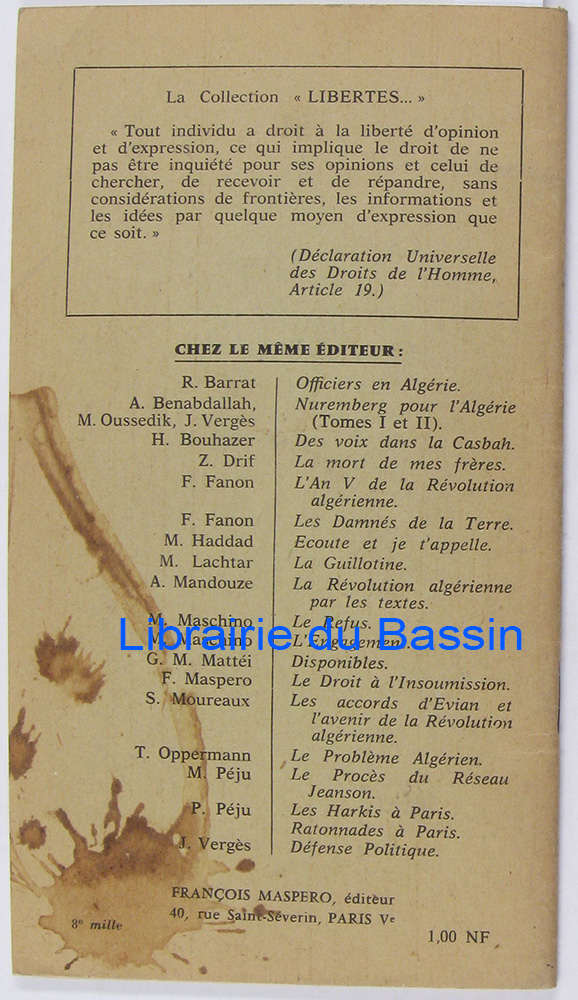 La Collection « LIBERTES... »
« Tout individu a droit à la liberté d'opinion
et d'expression, ce qui implique le droit de ne
pas être inquiété pour ses opinions et celui de
chercher, de recevoir et de répandre, sans
considérations de frontières, les informations et
les idées par quelque moyen d'expression que
ce soit. »
(Déclaration Universelle
des Droits de l'Homme,
Article 19.)
CHEZ LE MÊME ÉDITEUR :
R. Barrat Officiers en Algérie.
A. Benabdallah, Nuremberg pour l'Algérie
M. Oussedik, J. Vergès (Tomes I et II).
H. Bouhazer Des voix dans la Casbah.
Z. Drif La mort de mes frères.
F. Fanon L'An V de la Révolution
algérienne.
F. Fanon Les Damnés de la Terre.
M. Haddad Ecoute et je t'appelle.
M. Lachtar La Guillotine.
A. Mandouze La Révolution algérienne
par les textes.
M. Maschino Le Refus.
M. Maschino L'Engagement.
Librairie du Bassin
G. M. Mattéi Disponibles.
F. Maspero Le Droit à l'Insoumission.
S. Moureaux Les accords d'Evian et
l'avenir de la Révolution
algérienne.
T. Oppermann Le Problème Algérien.
M. Péju Le Procès du Réseau
Jeanson.
P. Péju Les Harkis à Paris.
Ratonnades à Paris.
J. Vergès Défense Politique.
FRANÇOIS MASPERO, éditeur
40, rue Saint-Séverin, PARIS Ve
8e mille
1,00 NF